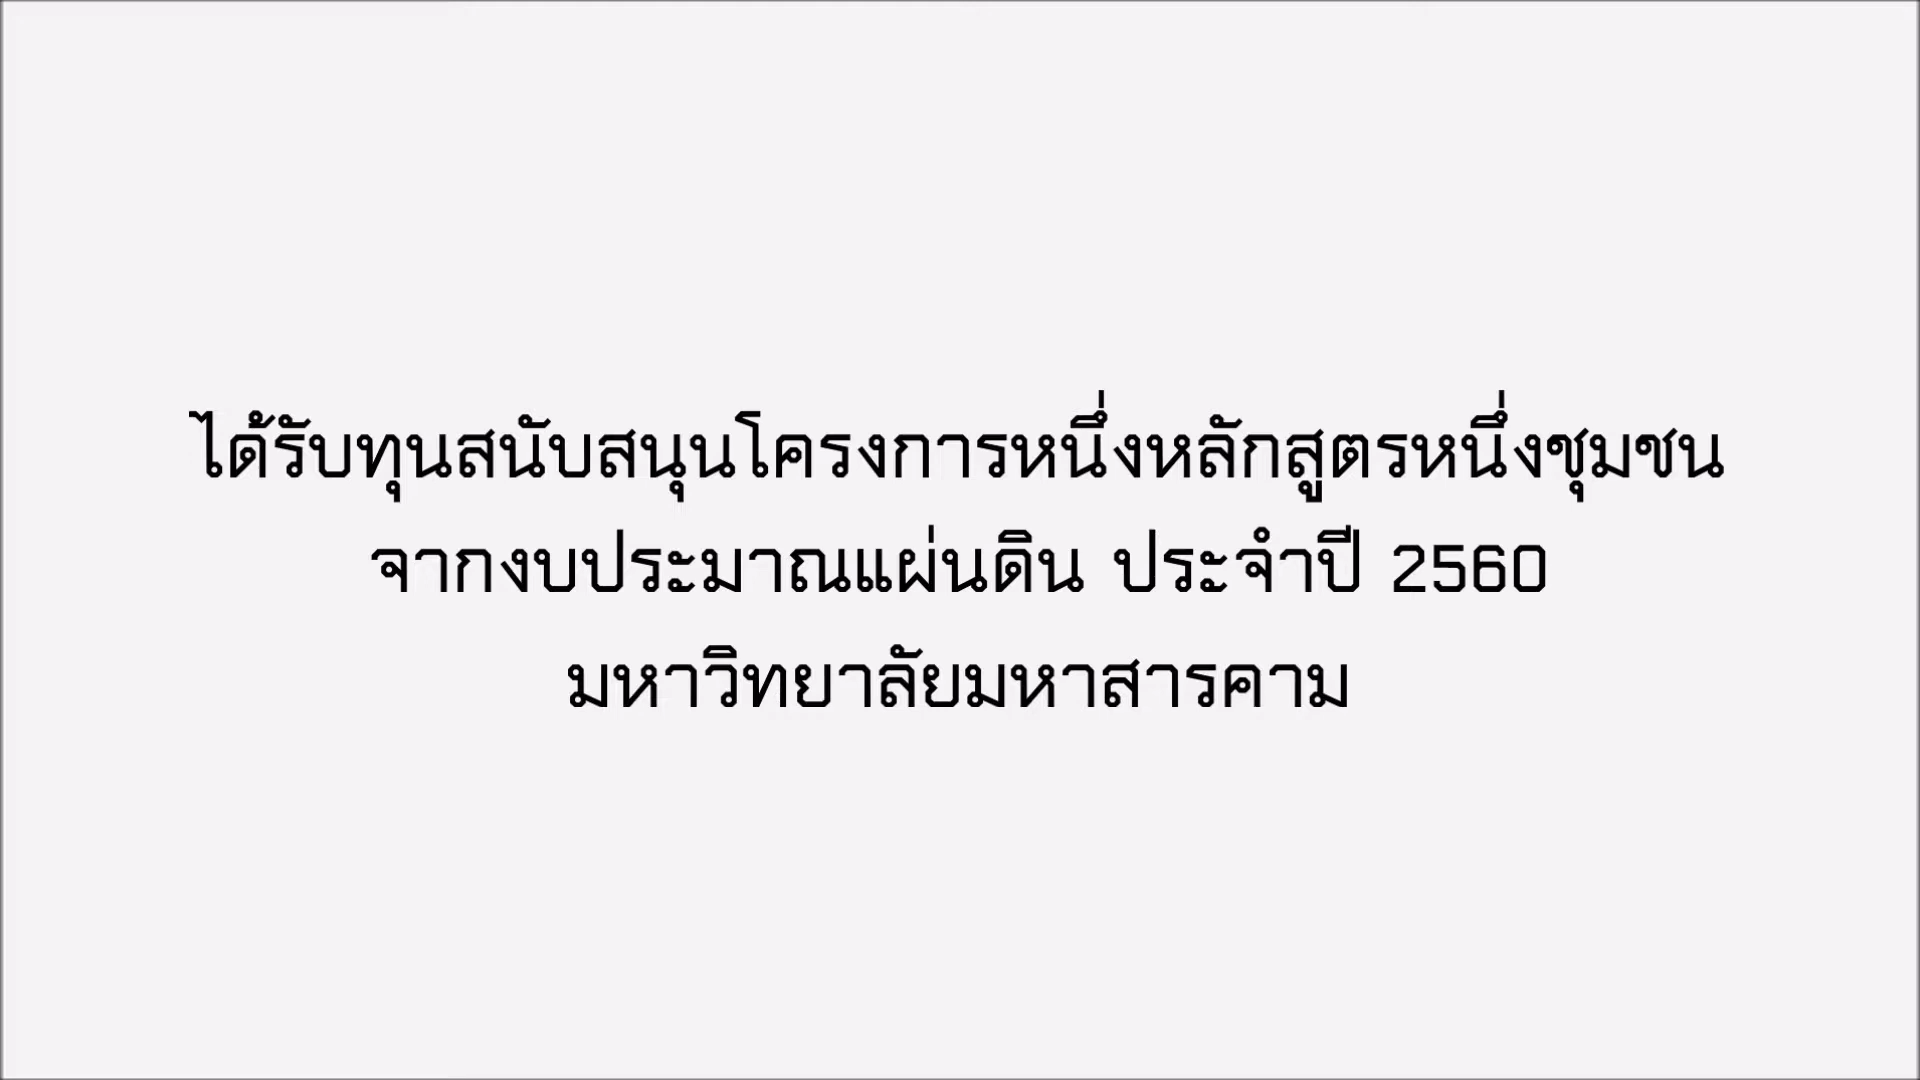 ได้รับทุนสนับสนุนโครงการหนึ่งหลักสูตรหนึ่งชุมชน
จากงบประมาณแผ่นดิน ประจำปี 2560
มหาวิทยาลัยมหาสารคาม